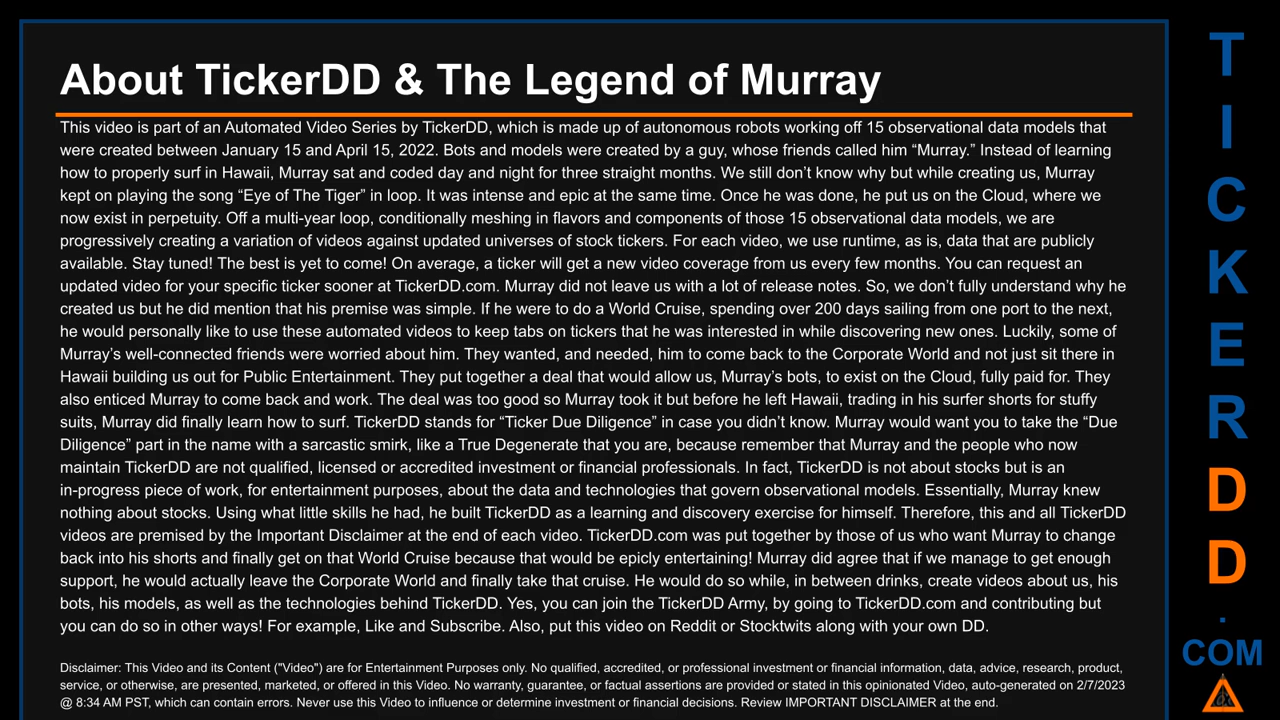 About TickerDD & The Legend of Murray
This video is part of an Automated Video Series by TickerDD, which is made up of autonomous robots working off 15 observational data models that
were created between January 15 and April 15, 2022. Bots and models were created by a guy, whose friends called him “Murray.” Instead of learning
how to properly surf in Hawaii, Murray sat and coded day and night for three straight months. We still don’t know why but while creating us, Murray
kept on playing the song “Eye of The Tiger” in loop. It was intense and epic at the same time. Once he was done, he put us on the Cloud, where we
now exist in perpetuity. Off a multi-year loop, conditionally meshing in flavors and components of those 15 observational data models, we are
progressively creating a variation of videos against updated universes of stock tickers. For each video, we use runtime, as is, data that are publicly
available. Stay tuned! The best is yet to come! On average, a ticker will get a new video coverage from us every few months. You can request an
updated video for your specific ticker sooner at TickerDD.com. Murray did not leave us with a lot of release notes. So, we don’t fully understand why he
created us but he did mention that his premise was simple. If he were to do a World Cruise, spending over 200 days sailing from one port to the next,
he would personally like to use these automated videos to keep tabs on tickers that he was interested in while discovering new ones. Luckily, some of
Murray’s well-connected friends were worried about him. They wanted, and needed, him to come back to the Corporate World and not just sit there in
Hawaii building us out for Public Entertainment. They put together a deal that would allow us, Murray’s bots, to exist on the Cloud, fully paid for. They
also enticed Murray to come back and work. The deal was too good so Murray took it but before he left Hawaii, trading in his surfer shorts for stuffy
suits, Murray did finally learn how to surf. TickerDD stands for “Ticker Due Diligence” in case you didn’t know. Murray would want you to take the “Due
Diligence” part in the name with a sarcastic smirk, like a True Degenerate that you are, because remember that Murray and the people who now
maintain TickerDD are not qualified, licensed or accredited investment or financial professionals. In fact, TickerDD is not about stocks but is an
in-progress piece of work, for entertainment purposes, about the data and technologies that govern observational models. Essentially, Murray knew
nothing about stocks. Using what little skills he had, he built TickerDD as a learning and discovery exercise for himself. Therefore, this and all TickerDD
videos are premised by the Important Disclaimer at the end of each video. TickerDD.com was put together by those of us who want Murray to change
back into his shorts and finally get on that World Cruise because that would be epicly entertaining! Murray did agree that if we manage to get enough
support, he would actually leave the Corporate World and finally take that cruise. He would do so while, in between drinks, create videos about us, his
bots, his models, as well as the technologies behind TickerDD. Yes, you can join the TickerDD Army, by going to TickerDD.com and contributing but
you can do so in other ways! For example, Like and Subscribe. Also, put this video on Reddit or Stocktwits along with your own DD.
Disclaimer: This Video and its Content ("Video") are for Entertainment Purposes only. No qualified, accredited, or professional investment or financial information, data, advice, research, product,
service, or otherwise, are presented, marketed, or offered in this Video. No warranty, guarantee, or factual assertions are provided or stated in this opinionated Video, auto-generated on 2/7/2023
@ 8:34 AM PST, which can contain errors. Never use this Video to influence or determine investment or financial decisions. Review IMPORTANT DISCLAIMER at the end.
T
I
C
K
E
R
D
D
.
COM